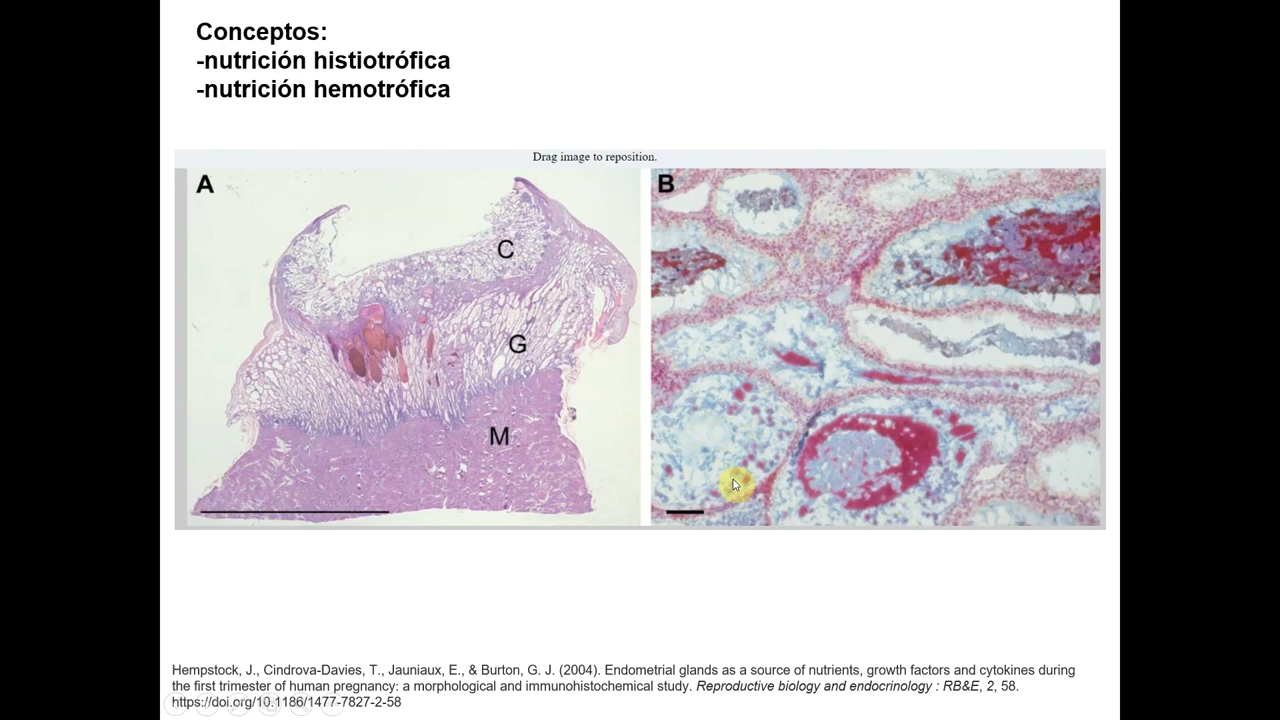 Conceptos:
-nutrición histiotrófica
-nutrición hemotrófica
Drag image to reposition.
A
B
C
G
M
Hempstock, J., Cindrova-Davies, T., Jauniaux, E., & Burton, G. J. (2004). Endometrial glands as a source of nutrients, growth factors and cytokines during
the first trimester of human pregnancy: a morphological and immunohistochemical study. Reproductive biology and endocrinology : RB&E, 2, 58.
https://doi.org/10.1186/1477-7827-2-58